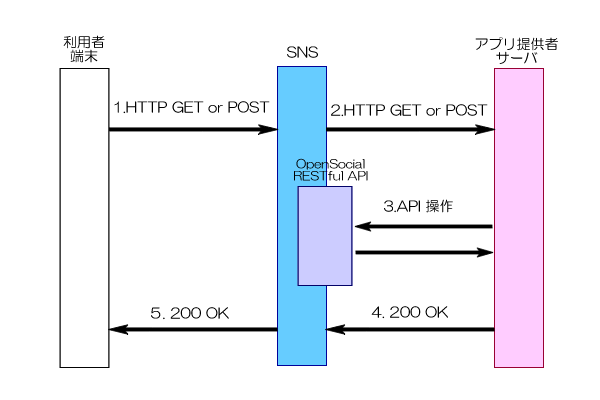 利用者
端末
SNS
アプリ提供者
サーバ
1.HTTP GET or POST
2.HTTP GET or POST
OpenSocial
RESTful API
3.API 操作
4. 200 OK
5. 200 OK